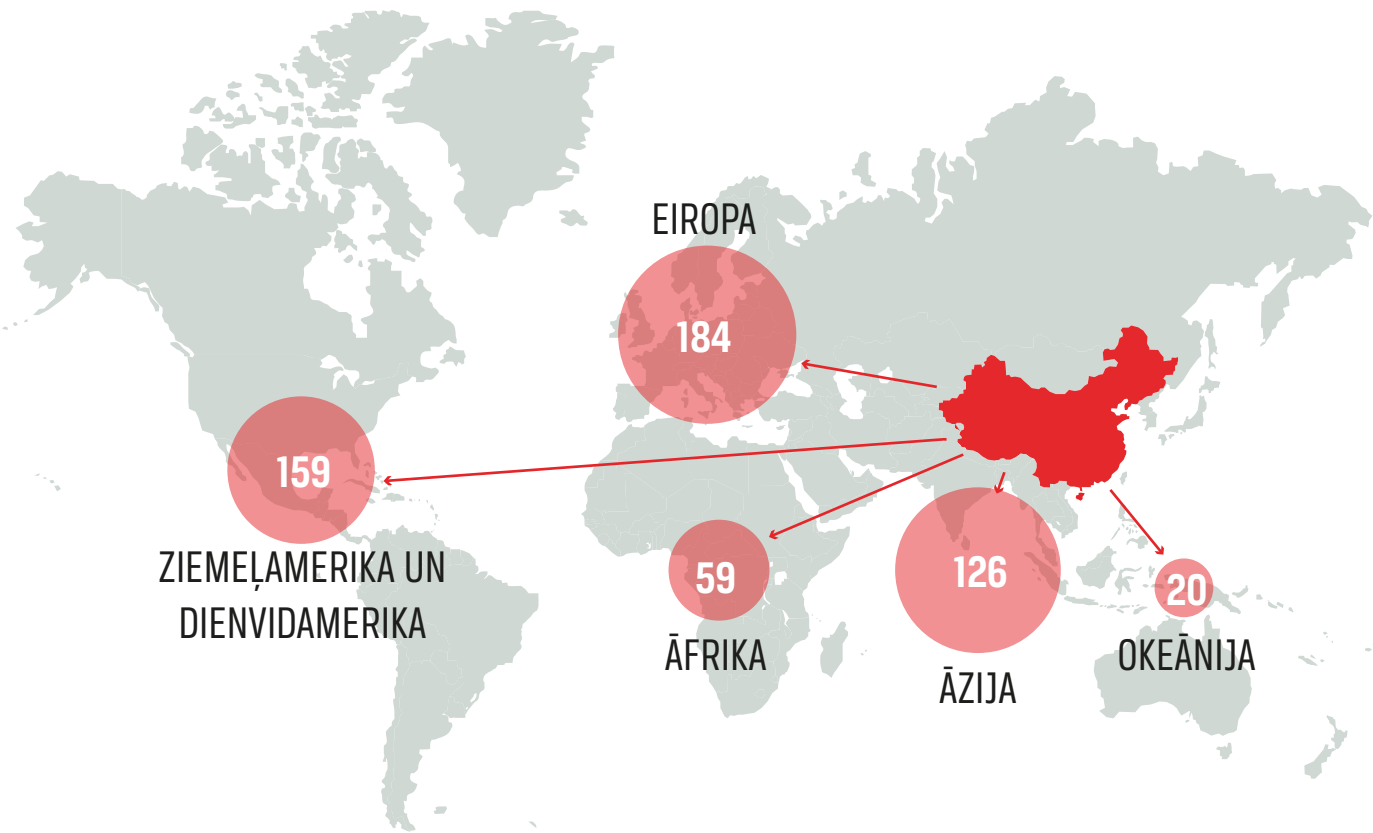 EIROPA
184
159
ZIEMEĻAMERIKA UN
DIENVIDAMERIKA
59
ĀFRIKA
126
ĀZIJA
20
OKEĀNIJA